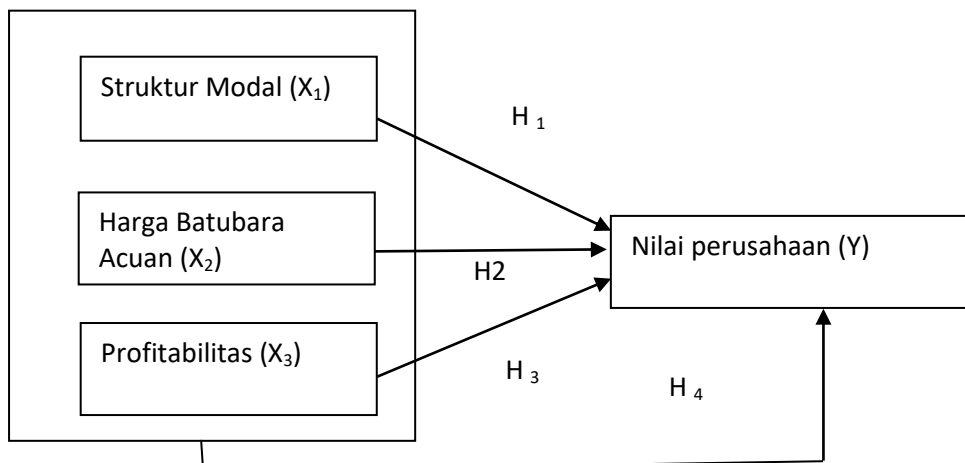 Struktur Modal (X₁)
H ₁
Harga Batubara
Acuan (X₂)
Nilai perusahaan (Y)
H2
Profitabilitas (X₃)
H ₃
H ₄